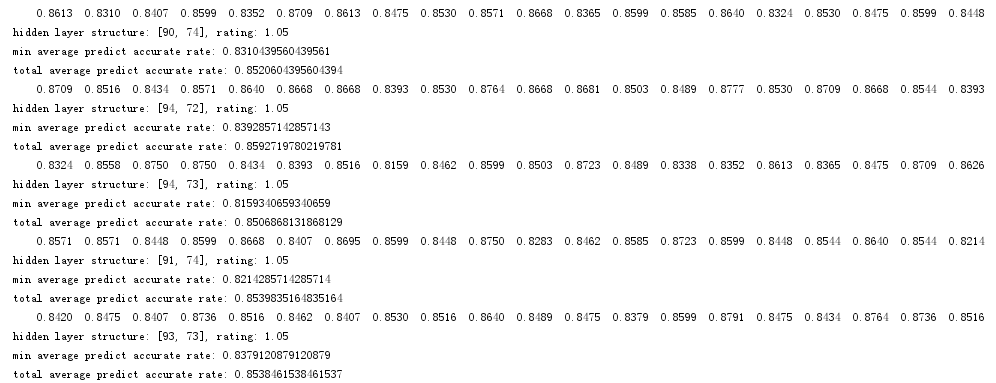 0.8613 0.8310 0.8407 0.8599 0.8352 0.8709 0.8613 0.8475 0.8530 0.8571 0.8668 0.8365 0.8599 0.8585 0.8640 0.8324 0.8530 0.8475 0.8599 0.8448
hidden layer structure: [90, 74], rating: 1.05
min average predict accurate rate: 0.8310439560439561
total average predict accurate rate: 0.8520604395604394
0.8709 0.8516 0.8434 0.8571 0.8640 0.8668 0.8668 0.8393 0.8530 0.8764 0.8668 0.8681 0.8503 0.8489 0.8777 0.8530 0.8709 0.8668 0.8544 0.8393
hidden layer structure: [94, 72], rating: 1.05
min average predict accurate rate: 0.8392857142857143
total average predict accurate rate: 0.8592719780219781
0.8324 0.8558 0.8750 0.8750 0.8434 0.8393 0.8516 0.8159 0.8462 0.8599 0.8503 0.8723 0.8489 0.8338 0.8352 0.8613 0.8365 0.8475 0.8709 0.8626
hidden layer structure: [94, 73], rating: 1.05
min average predict accurate rate: 0.8159340659340659
total average predict accurate rate: 0.8506868131868129
0.8571 0.8571 0.8448 0.8599 0.8668 0.8407 0.8695 0.8599 0.8448 0.8750 0.8283 0.8462 0.8585 0.8723 0.8599 0.8448 0.8544 0.8640 0.8544 0.8214
hidden layer structure: [91, 74], rating: 1.05
min average predict accurate rate: 0.8214285714285714
total average predict accurate rate: 0.8539835164835164
0.8420 0.8475 0.8407 0.8736 0.8516 0.8462 0.8407 0.8530 0.8516 0.8640 0.8489 0.8475 0.8379 0.8599 0.8791 0.8475 0.8434 0.8764 0.8736 0.8516
hidden layer structure: [93, 73], rating: 1.05
min average predict accurate rate: 0.8379120879120879
total average predict accurate rate: 0.8538461538461537